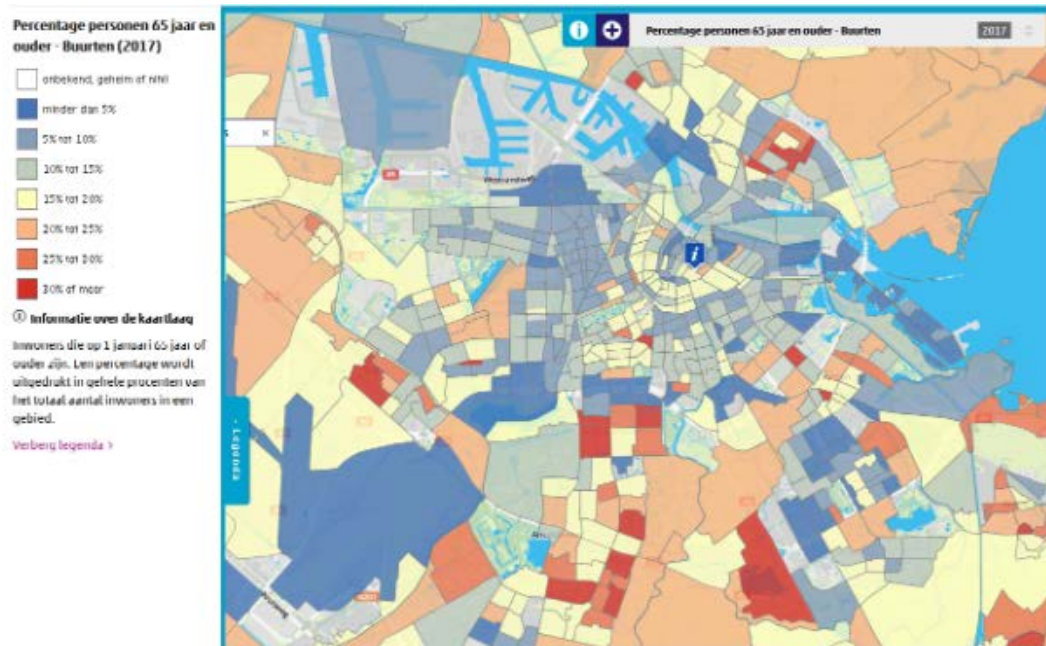 Percentage personen 65 jaar en
ouder - Buurten (2017)
onbekend, geheim of nihil
minder dan 5%
5% tot 10%
10% tot 15%
15% tot 20%
20% tot 25%
25% tot 30%
30% of meer
Informatie over de kaartlaag
Inwoners die op 1 januari 65 jaar of
ouder zijn. Een percentage wordt
uitgedrukt in gehele procenten van
het totaal aantal inwoners in een
gebied.
Verberg legenda >
- Legenda
Percentage personen 65 jaar en ouder - Buurten
2017